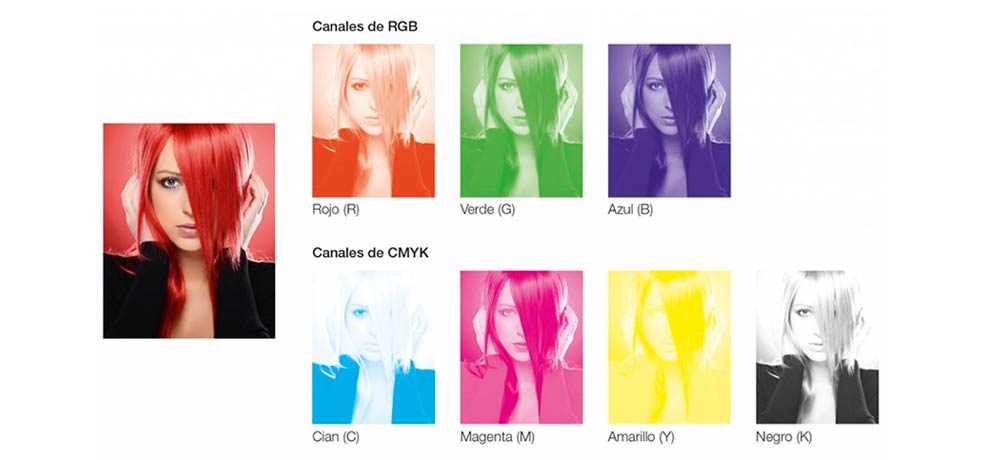 Canales de RGB
Rojo (R)
Verde (G)
Azul (B)
Canales de CMYK
Cian (C)
Magenta (M)
Amarillo (Y)
Negro (K)